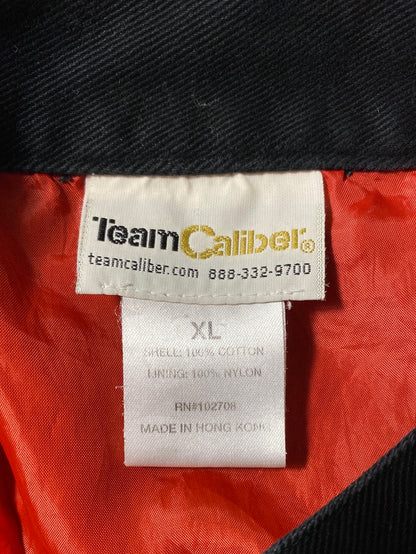 Team Caliber®
teamcaliber.com 888-332-9700
XL
SHELL: 100% COTTON
LINING: 100% NYLON
RN#102708
MADE IN HONG KONG